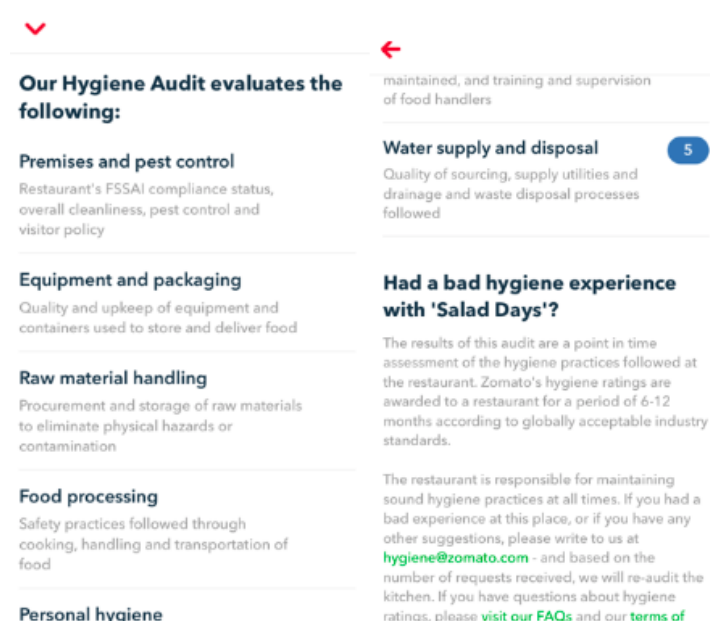 Our Hygiene Audit evaluates the
following:
Premises and pest control
Restaurant's FSSAI compliance status,
overall cleanliness, pest control and
visitor policy
Equipment and packaging
Quality and upkeep of equipment and
containers used to store and deliver food
Raw material handling
Procurement and storage of raw materials
to eliminate physical hazards or
contamination
Food processing
Safety practices followed through
cooking, handling and transportation of
food
Personal hygiene
maintained, and training and supervision
of food handlers
Water supply and disposal
5
Quality of sourcing, supply utilities and
drainage and waste disposal processes
followed
Had a bad hygiene experience
with 'Salad Days'?
The results of this audit are a point in time
assessment of the hygiene practices followed at
the restaurant. Zomato's hygiene ratings are
awarded to a restaurant for a period of 6-12
months according to globally acceptable industry
standards.
The restaurant is responsible for maintaining
sound hygiene practices at all times. If you had a
bad experience at this place, or if you have any
other suggestions, please write to us at
hygiene@zomato.com - and based on the
number of requests received, we will re-audit the
kitchen. If you have questions about hygiene
ratings, please visit our FAQs and our terms of